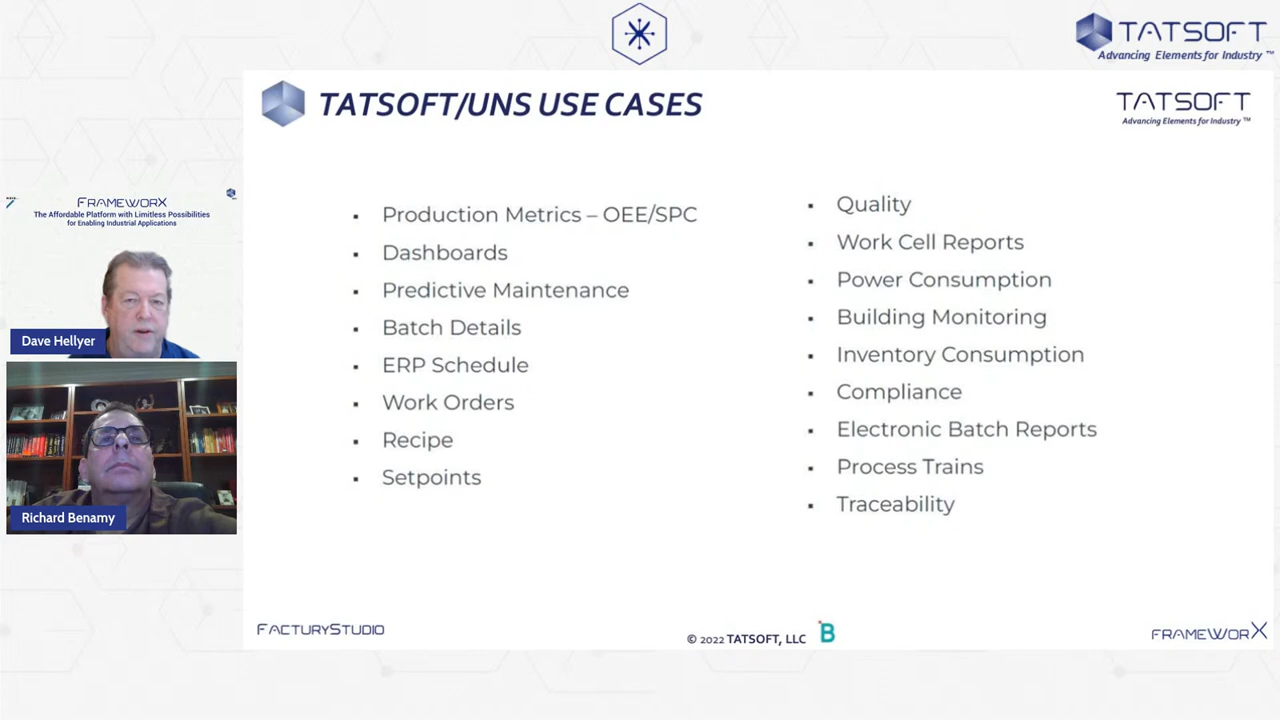 TATSOFT
Advancing Elements for Industry ™
TATSOFT/UNS USE CASES
TATSOFT
Advancing Elements for Industry ™
FRAMEWORX
The Affordable Platform with Limitless Possibilities
for Enabling Industrial Applications
Dave Hellyer
Richard Benamy
▪ Production Metrics – OEE/SPC
▪ Dashboards
▪ Predictive Maintenance
▪ Batch Details
▪ ERP Schedule
▪ Work Orders
▪ Recipe
▪ Setpoints
▪ Quality
▪ Work Cell Reports
▪ Power Consumption
▪ Building Monitoring
▪ Inventory Consumption
▪ Compliance
▪ Electronic Batch Reports
▪ Process Trains
▪ Traceability
FACTURYSTUDIO
© 2022 TATSOFT, LLC
B
FRAMEWORX